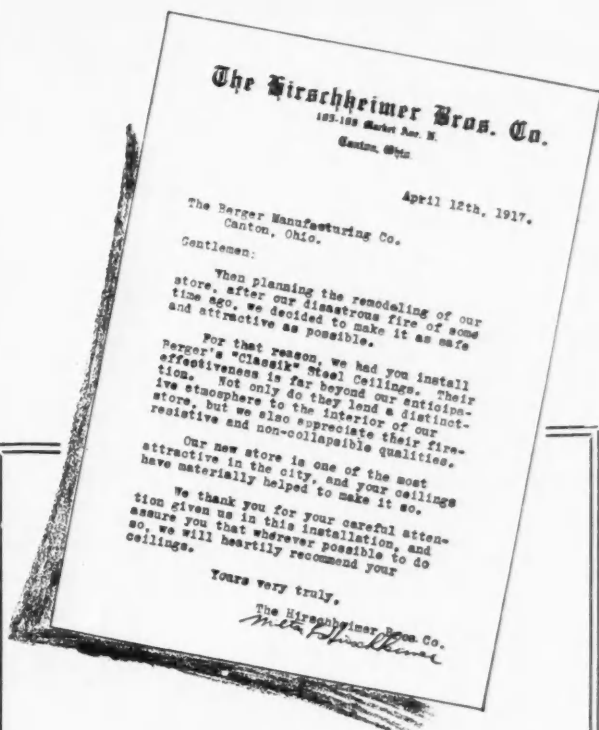 The Hirschheimer Bros. Co.
Market Ave. N.
Canton, Ohio
April 12th, 1917.
The Berger Manufacturing Co.
Canton, Ohio.
Gentlemen:
When planning the remodeling of our
store, after our disastrous fire of some
time ago, we decided to make it as safe
and attractive as possible.
For that reason, we had you install
Berger's "Classik" Steel Ceilings. Their
effectiveness is far beyond our anticipa-
tion. Not only do they lend a distinct-
ive atmosphere to the interior of our
store, but we also appreciate their fire-
resistive and non-collapsible qualities.
Our new store is one of the most
attractive in the city, and your ceilings
have materially helped to make it so.
We thank you for your careful atten-
tion given us in this installation, and
assure you that wherever possible to do
so, we will heartily recommend your
ceilings.
Yours very truly,
The Hirschheimer Bros Co.
Hirschheimer